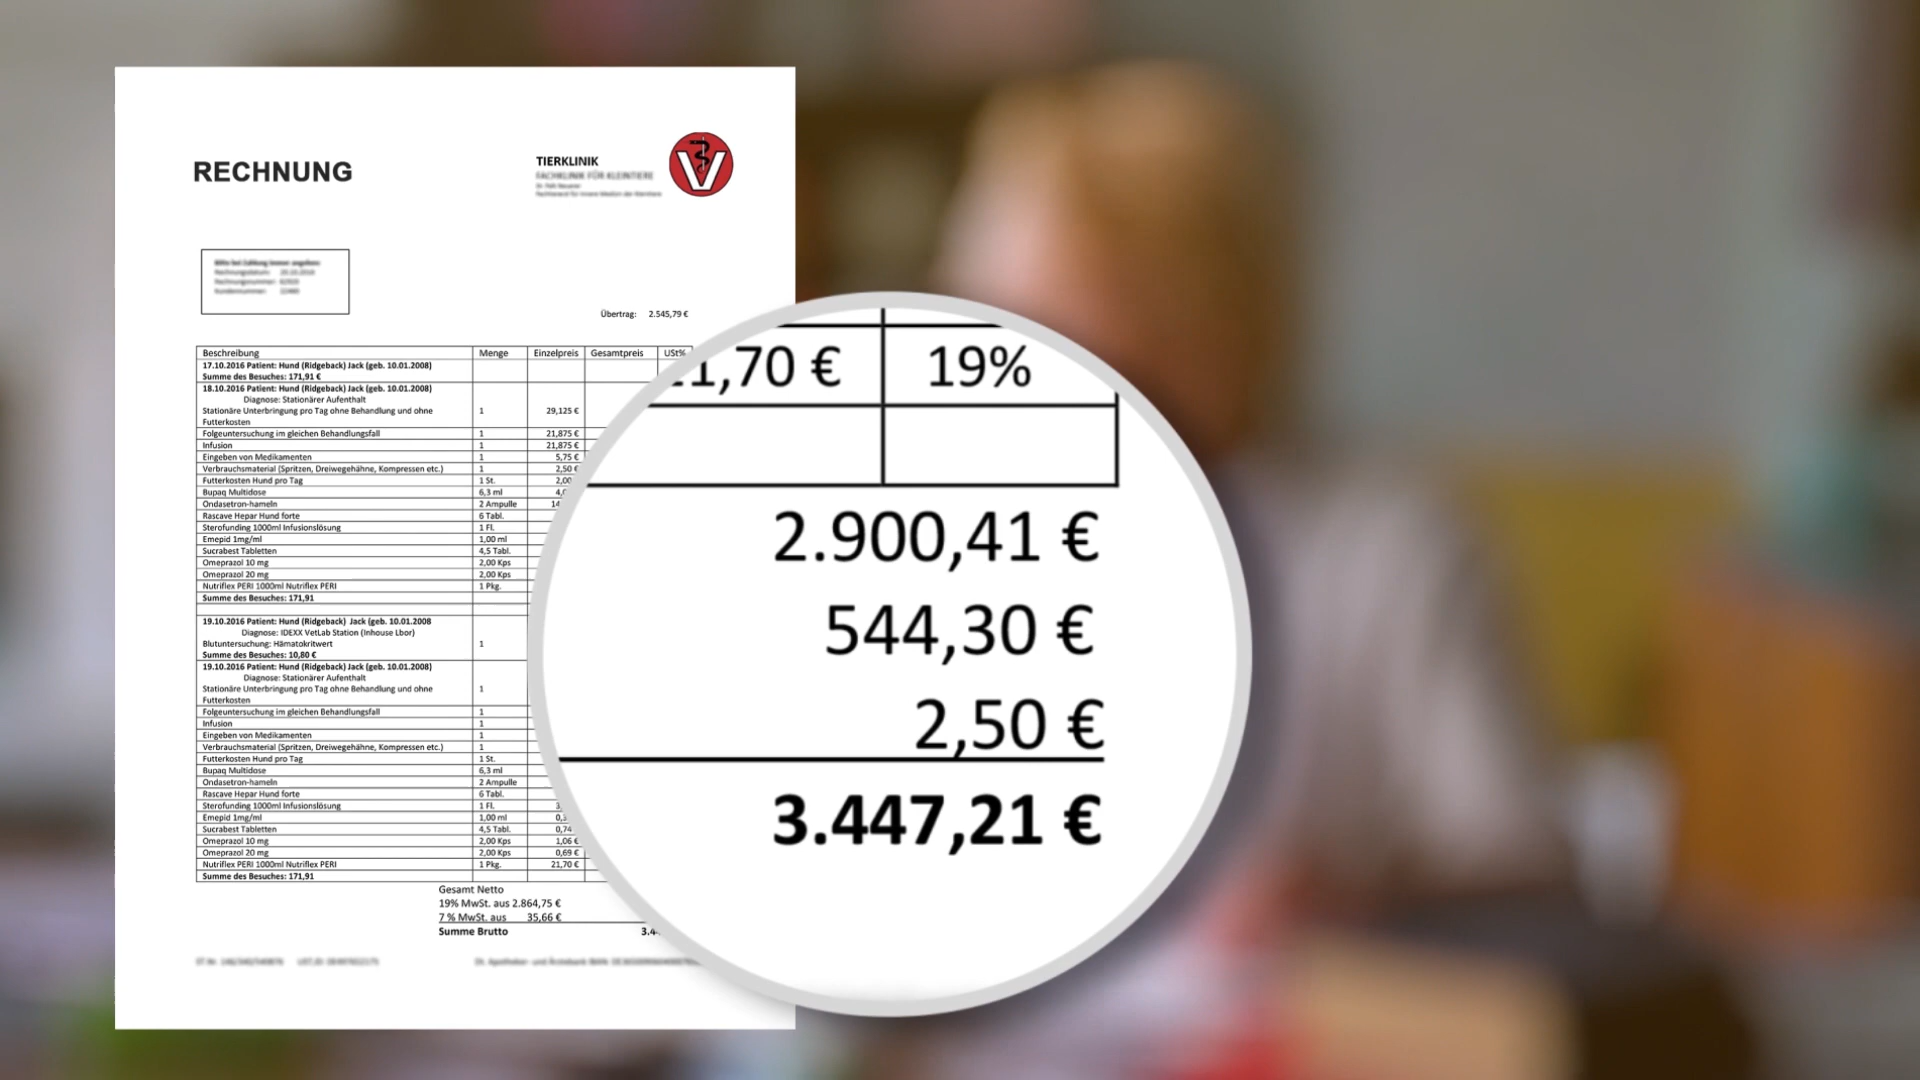 RECHNUNG
TIERKLINIK
FACHKLINIK FÜR KLEINTIERE
V
Übertrag: 2.545,79 €
Beschreibung Menge Einzelpreis Gesamtpreis USt%
17.10.2016 Patient: Hund (Ridgeback) Jack (geb. 10.01.2008)
Summe des Besuches: 171,91 €
18.10.2016 Patient: Hund (Ridgeback) Jack (geb. 10.01.2008)
Diagnose: Stationärer Aufenthalt
Stationäre Unterbringung pro Tag ohne Behandlung und ohne 1 29,125 €
Futterkosten
Folgeuntersuchung im gleichen Behandlungsfall 1 21,875 €
Infusion 1 21,875 €
Eingeben von Medikamenten 1 5,75 €
Verbrauchsmaterial (Spritzen, Dreiwegehähne, Kompressen etc.) 1 2,50 €
Futterkosten Hund pro Tag 1 St. 2,00
Bupaq Multidose 6,3 ml
Ondasetron-hameln 2 Ampulle 14
Rascave Hepar Hund forte 6 Tabl.
Sterofunding 1000ml Infusionslösung 1 Fl.
Emepid 1mg/ml 1,00 ml
Sucrabest Tabletten 4,5 Tabl.
Omeprazol 10 mg 2,00 Kps
Omeprazol 20 mg 2,00 Kps
Nutriflex PERI 1000ml Nutriflex PERI 1 Pkg.
Summe des Besuches: 171,91
19.10.2016 Patient: Hund (Ridgeback) Jack (geb. 10.01.2008
Diagnose: IDEXX VetLab Station (Inhouse Lbor)
Blutuntersuchung: Hämatokritwert 1
Summe des Besuches: 10,80 €
19.10.2016 Patient: Hund (Ridgeback) Jack (geb. 10.01.2008)
Diagnose: Stationärer Aufenthalt
Stationäre Unterbringung pro Tag ohne Behandlung und ohne 1
Futterkosten
Folgeuntersuchung im gleichen Behandlungsfall 1
Infusion 1
Eingeben von Medikamenten 1
Verbrauchsmaterial (Spritzen, Dreiwegehähne, Kompressen etc.) 1
Futterkosten Hund pro Tag 1 St.
Bupaq Multidose 6,3 ml
Ondasetron-hameln 2 Ampulle
Rascave Hepar Hund forte 6 Tabl.
Sterofunding 1000ml Infusionslösung 1 Fl.
Emepid 1mg/ml 1,00 ml
Sucrabest Tabletten 4,5 Tabl. 0,74
Omeprazol 10 mg 2,00 Kps 1,06 €
Omeprazol 20 mg 2,00 Kps 0,69 €
Nutriflex PERI 1000ml Nutriflex PERI 1 Pkg. 21,70 €
Summe des Besuches: 171,91
Gesamt Netto
19% MwSt. aus 2.864,75 €
7 % MwSt. aus 35,66 €
Summe Brutto 3.4
1,70 € 19%
2.900,41 €
544,30 €
2,50 €
3.447,21 €